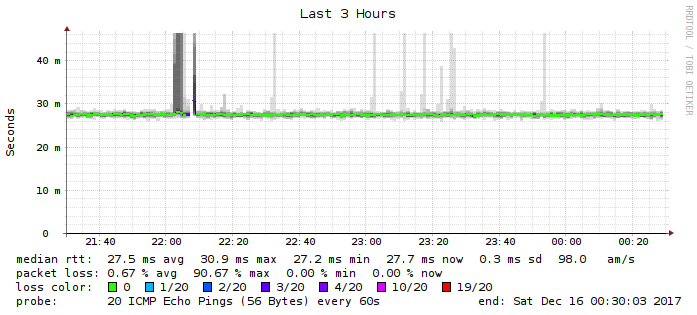 Last 3 Hours
RRDTOOL / TOBI OETIKER
Seconds
40 m
30 m
20 m
10 m
0
21:40 22:00 22:20 22:40 23:00 23:20 23:40 00:00 00:20
median rtt: 27.5 ms avg 30.9 ms max 27.2 ms min 27.7 ms now 0.3 ms sd 98.0 am/s
packet loss: 0.67 % avg 90.67 % max 0.00 % min 0.00 % now
loss color: 0 1/20 2/20 3/20 4/20 10/20 19/20
probe: 20 ICMP Echo Pings (56 Bytes) every 60s end: Sat Dec 16 00:30:03 2017